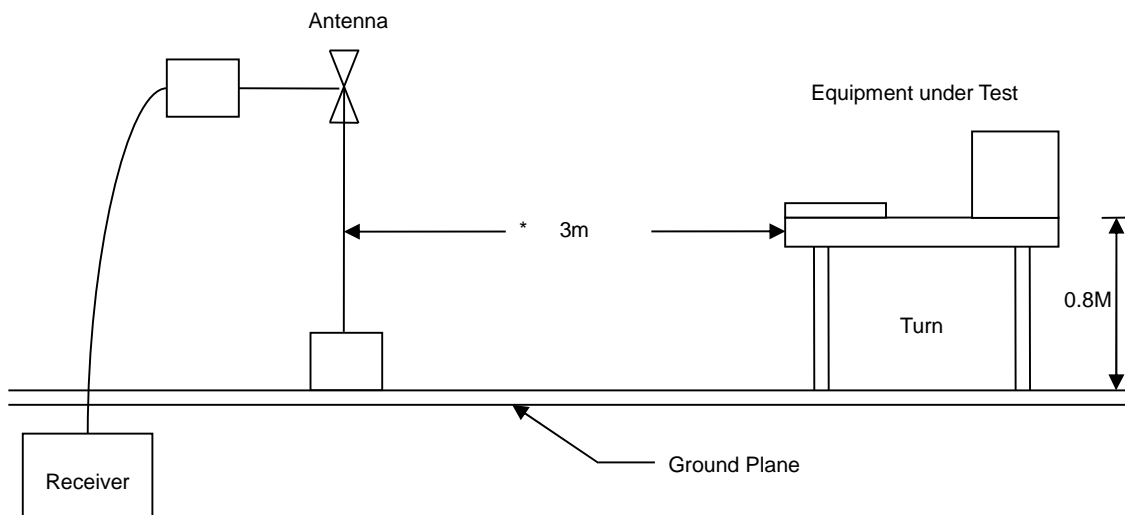 Antenna
Equipment under Test
* 3m
0.8M
Turn
Ground Plane
Receiver